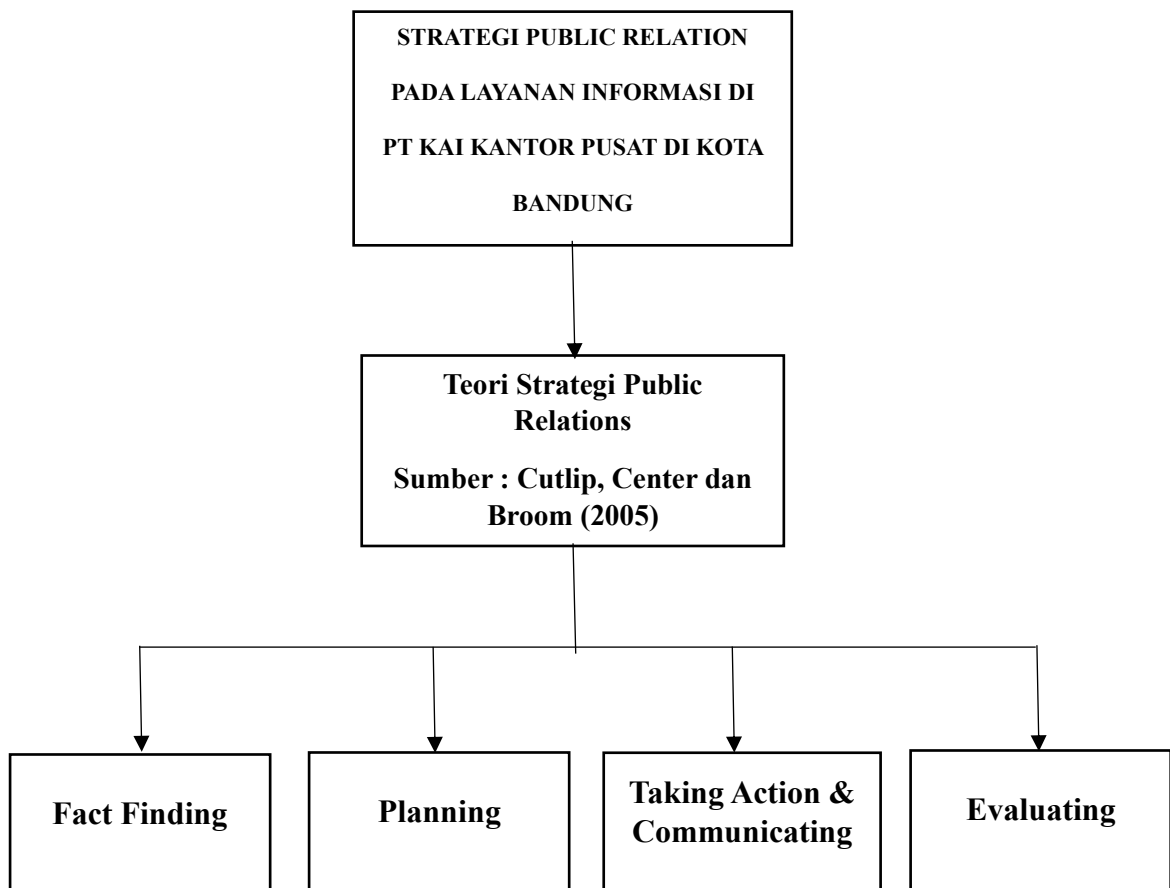 STRATEGI PUBLIC RELATION
PADA LAYANAN INFORMASI DI
PT KAI KANTOR PUSAT DI KOTA
BANDUNG
Teori Strategi Public
Relations
Sumber : Cutlip, Center dan
Broom (2005)
Fact Finding
Planning
Taking Action &
Communicating
Evaluating